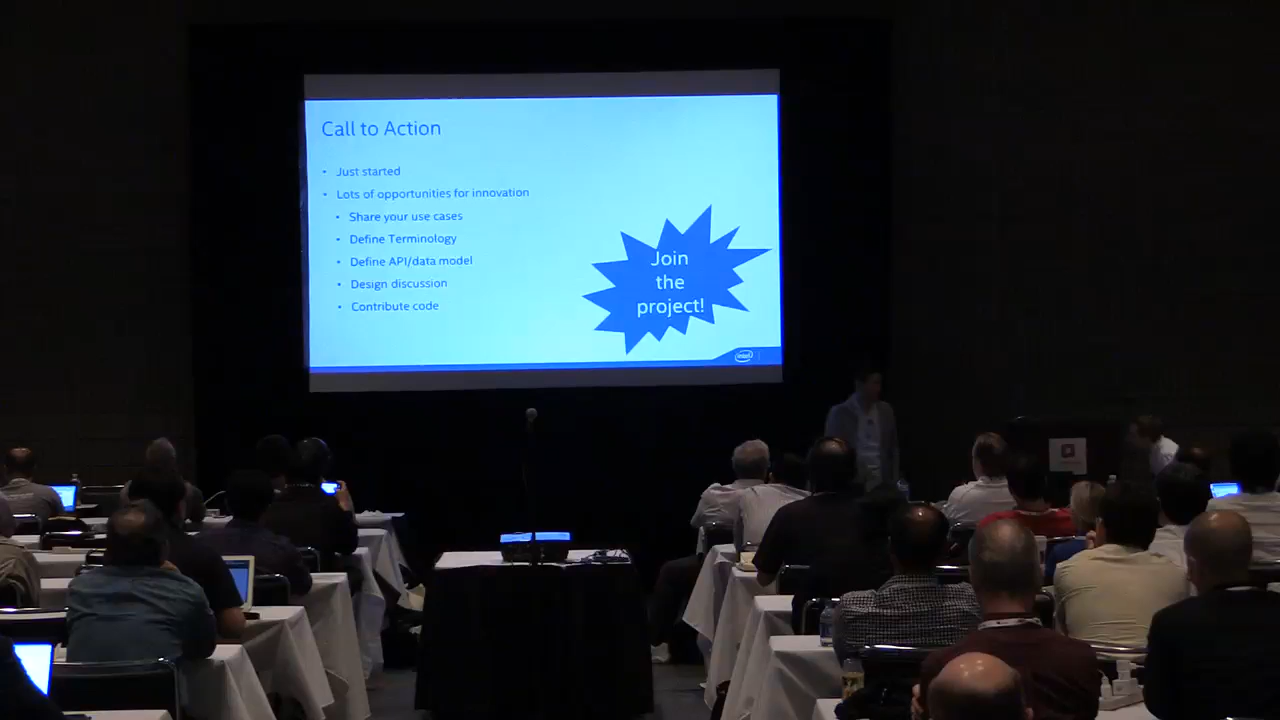 Call to Action
• Just started
• Lots of opportunities for innovation
• Share your use cases
• Define Terminology
• Define API/data model
• Design discussion
• Contribute code
Join
the
project!
intel